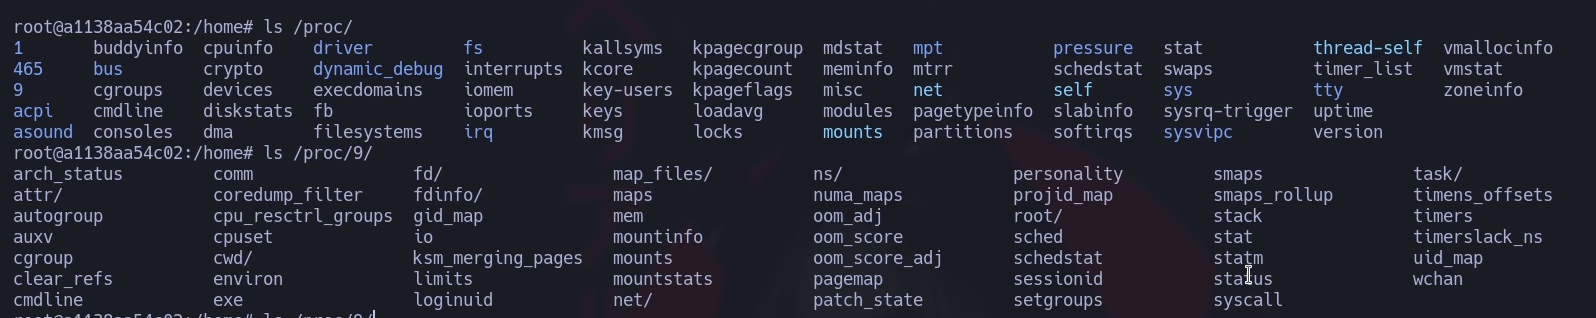 root@a1138aa54c02:/home# ls /proc/
1 buddyinfo cpuinfo driver fs kallsyms kpagecgroup mdstat mpt pressure stat thread-self vmallocinfo
465 bus crypto dynamic_debug interrupts kcore kpagecount meminfo mtrr schedstat swaps timer_list vmstat
9 cgroups devices execdomains iomem key-users kpageflags misc net self sys tty zoneinfo
acpi cmdline diskstats fb ioports keys loadavg modules pagetypeinfo slabinfo sysrq-trigger uptime
asound consoles dma filesystems irq kmsg locks mounts partitions softirqs sysvipc version
root@a1138aa54c02:/home# ls /proc/9/
arch_status comm fd/ map_files/ ns/ personality smaps task/
attr/ coredump_filter fdinfo/ maps numa_maps projid_map smaps_rollup timens_offsets
autogroup cpu_resctrl_groups gid_map mem oom_adj root/ stack timers
auxv cpuset io mountinfo oom_score sched stat timerslack_ns
cgroup cwd/ ksm_merging_pages mounts oom_score_adj schedstat statm uid_map
clear_refs environ limits mountstats pagemap sessionid status wchan
cmdline exe loginuid net/ patch_state setgroups syscall
root@a1138aa54c02:/home# ls /proc/9/